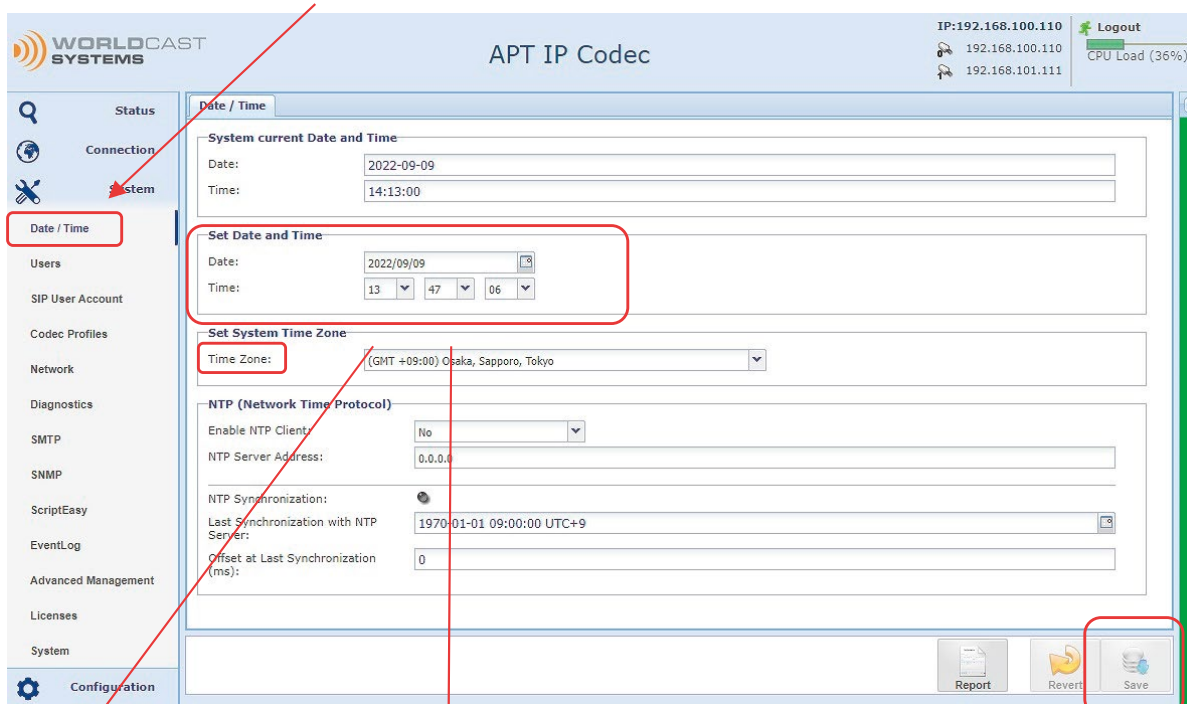 WORLDCAST
SYSTEMS
APT IP Codec
IP:192.168.100.110
192.168.100.110
192.168.101.111
Logout
CPU Load (36%)
Status
Connection
System
Date / Time
Users
SIP User Account
Codec Profiles
Network
Diagnostics
SMTP
SNMP
ScriptEasy
EventLog
Advanced Management
Licenses
System
Configuration
Date / Time
System current Date and Time
Date: 2022-09-09
Time: 14:13:00
Set Date and Time
Date: 2022/09/09
Time: 13 47 06
Set System Time Zone
Time Zone: (GMT +09:00) Osaka, Sapporo, Tokyo
NTP (Network Time Protocol)
Enable NTP Client: No
NTP Server Address: 0.0.0.0
NTP Synchronization:
Last Synchronization with NTP
Server: 1970-01-01 09:00:00 UTC+9
Offset at Last Synchronization
(ms): 0
Report Revert Save